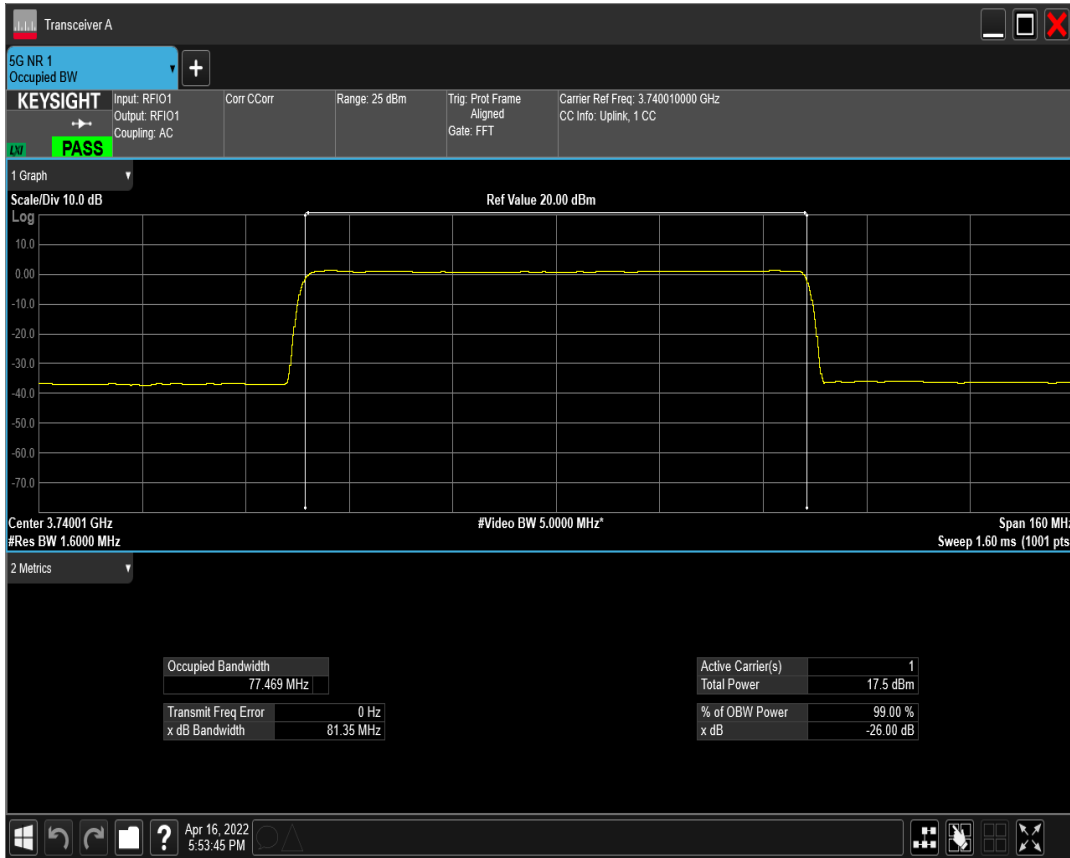 Transceiver A
5G NR 1
Occupied BW
KEYSIGHT
LXI
PASS
Input: RFIO1
Output: RFIO1
Coupling: AC
Corr CCorr
Range: 25 dBm
Trig: Prot Frame
Aligned
Gate: FFT
Carrier Ref Freq: 3.740010000 GHz
CC Info: Uplink, 1 CC
1 Graph
Scale/Div 10.0 dB
Ref Value 20.00 dBm
Log
10.0
0.00
-10.0
-20.0
-30.0
-40.0
-50.0
-60.0
-70.0
Center 3.74001 GHz
#Video BW 5.0000 MHz*
Span 160 MHz
#Res BW 1.6000 MHz
Sweep 1.60 ms (1001 pts
2 Metrics
Occupied Bandwidth
77.469 MHz
Transmit Freq Error 0 Hz
x dB Bandwidth 81.35 MHz
Active Carrier(s) 1
Total Power 17.5 dBm
% of OBW Power 99.00 %
x dB -26.00 dB
?
Apr 16, 2022
5:53:45 PM